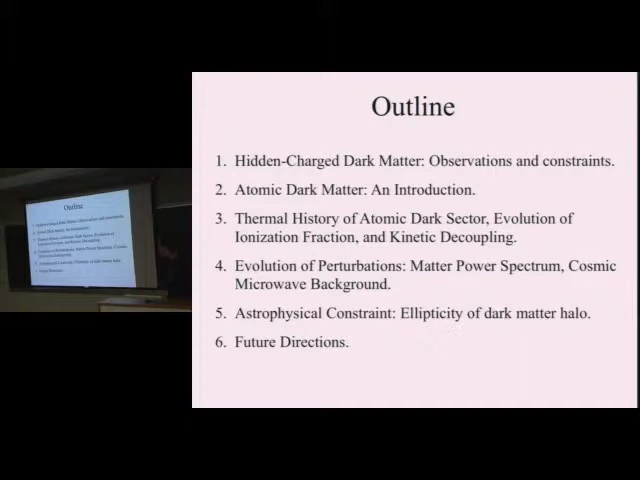 Outline
1. Hidden-Charged Dark Matter: Observations and constraints.
2. Atomic Dark Matter: An Introduction.
3. Thermal History of Atomic Dark Sector, Evolution of
Ionization Fraction, and Kinetic Decoupling.
4. Evolution of Perturbations: Matter Power Spectrum, Cosmic
Microwave Background.
5. Astrophysical Constraint: Ellipticity of dark matter halo.
6. Future Directions.
Outline